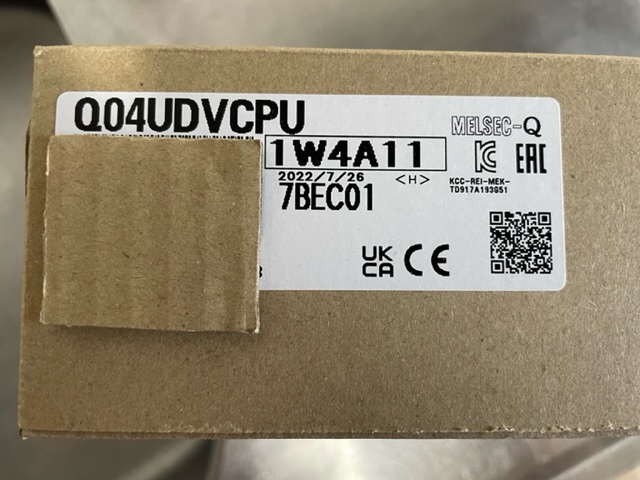 Q04UDVCPU
MELSEC-Q
1W4A11
2022/7/26 <H>
7BEC01
KCC-REI-MEK-
TD917A193G51
EAC
UK
CA CE